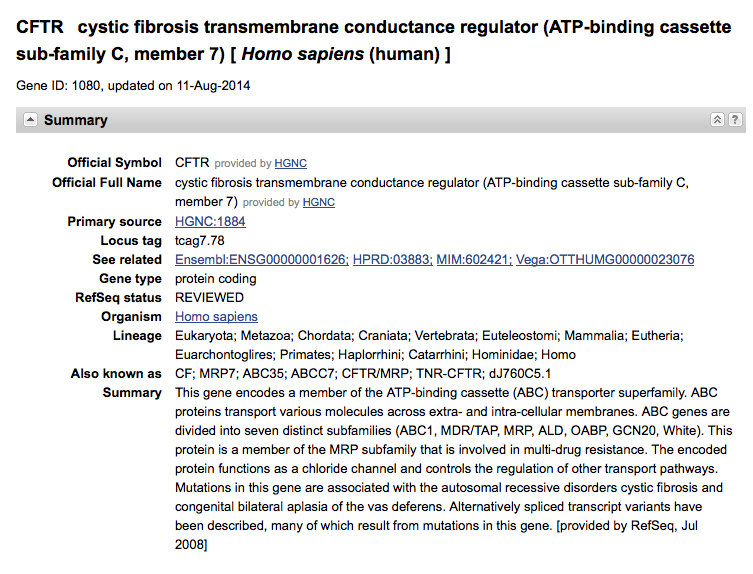 CFTR cystic fibrosis transmembrane conductance regulator (ATP-binding cassette
sub-family C, member 7) [ Homo sapiens (human) ]
Gene ID: 1080, updated on 11-Aug-2014
Summary ?
Official Symbol CFTR provided by HGNC
Official Full Name cystic fibrosis transmembrane conductance regulator (ATP-binding cassette sub-family C,
member 7) provided by HGNC
Primary source HGNC:1884
Locus tag tcag7.78
See related Ensembl:ENSG00000001626; HPRD:03883; MIM:602421; Vega:OTTHUMG00000023076
Gene type protein coding
RefSeq status REVIEWED
Organism Homo sapiens
Lineage Eukaryota; Metazoa; Chordata; Craniata; Vertebrata; Euteleostomi; Mammalia; Eutheria;
Euarchontoglires; Primates; Haplorrhini; Catarrhini; Hominidae; Homo
Also known as CF; MRP7; ABC35; ABCC7; CFTR/MRP; TNR-CFTR; dJ760C5.1
Summary This gene encodes a member of the ATP-binding cassette (ABC) transporter superfamily. ABC
proteins transport various molecules across extra- and intra-cellular membranes. ABC genes are
divided into seven distinct subfamilies (ABC1, MDR/TAP, MRP, ALD, OABP, GCN20, White). This
protein is a member of the MRP subfamily that is involved in multi-drug resistance. The encoded
protein functions as a chloride channel and controls the regulation of other transport pathways.
Mutations in this gene are associated with the autosomal recessive disorders cystic fibrosis and
congenital bilateral aplasia of the vas deferens. Alternatively spliced transcript variants have
been described, many of which result from mutations in this gene. [provided by RefSeq, Jul
2008]